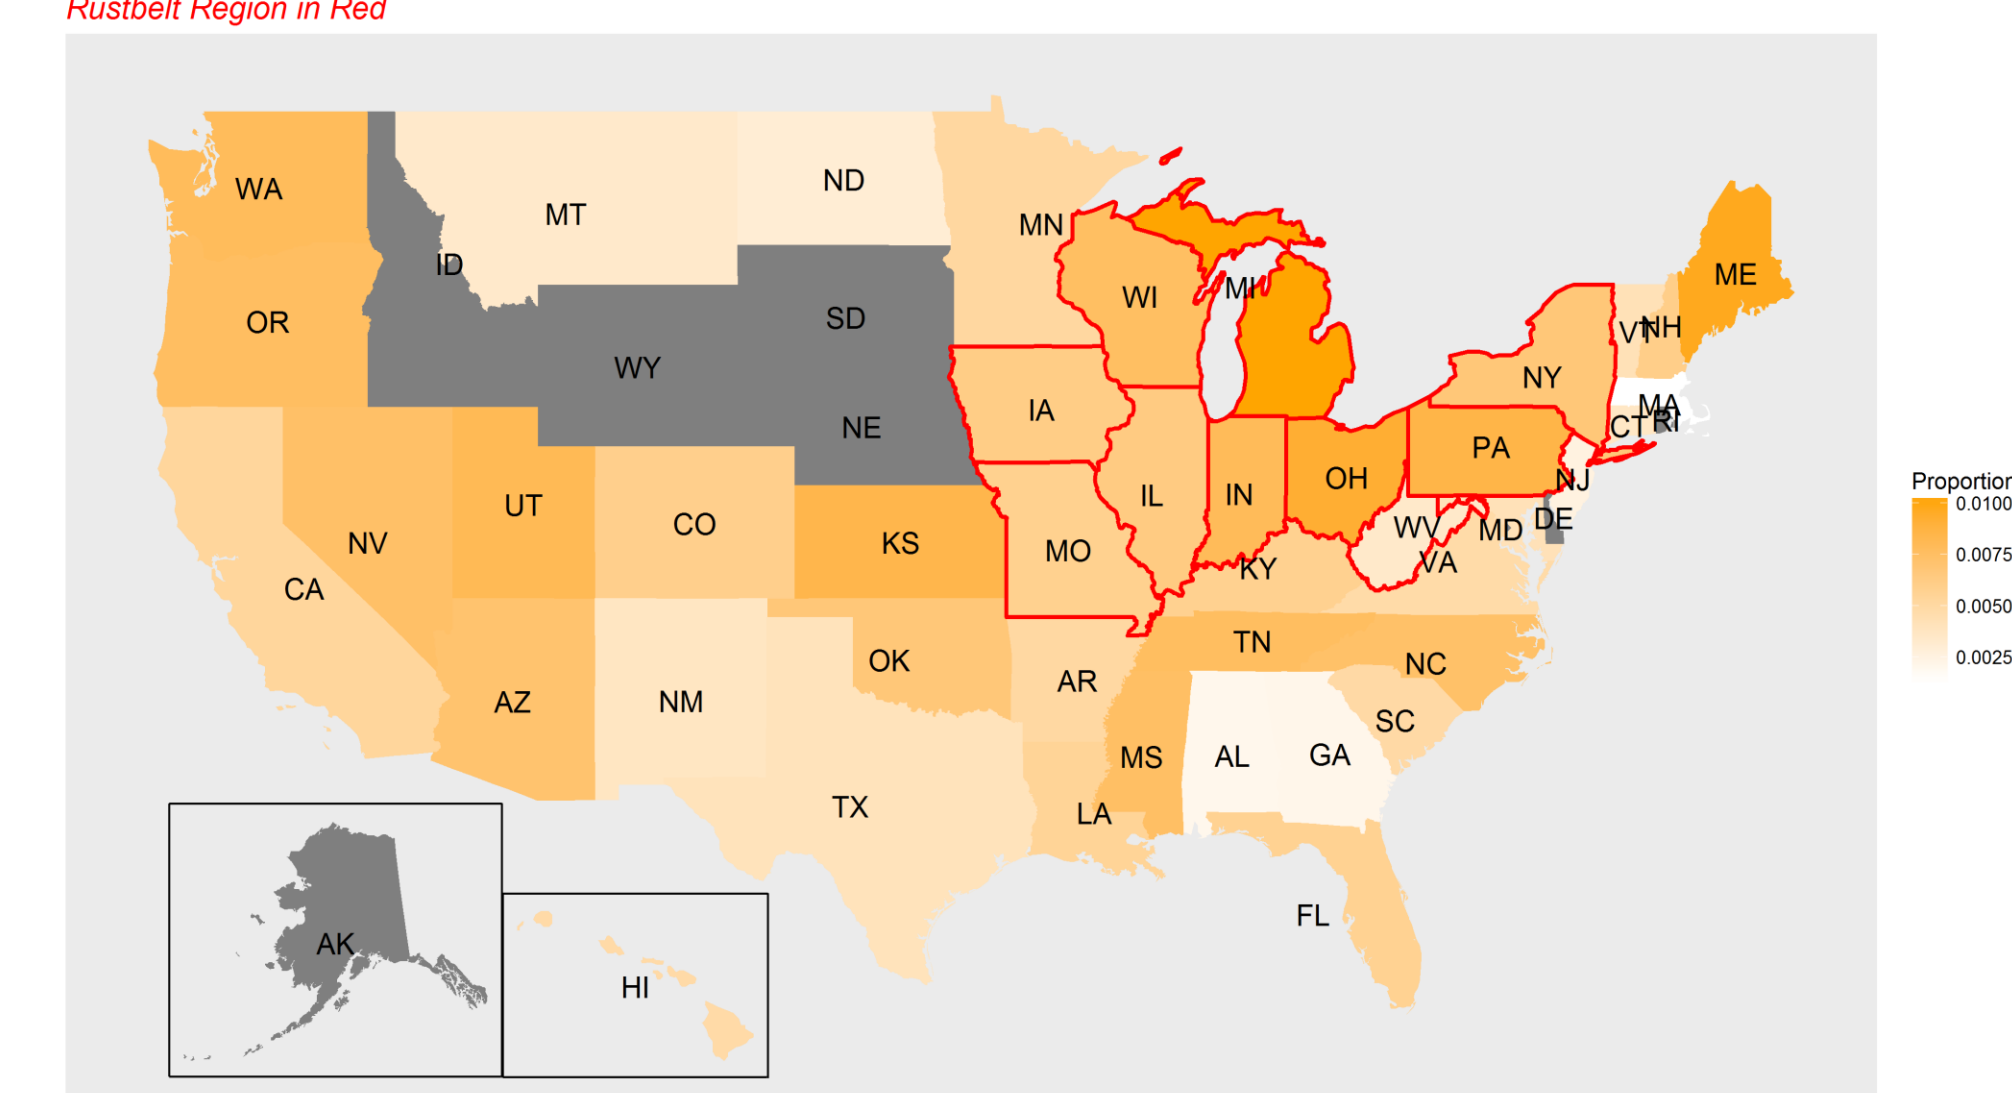 Rustbelt Region in Red
WA
MT
ND
MN
ID
OR
WY
SD
NE
WI
MI
ME
VT
NH
NY
MA
CT
RI
IA
PA
NJ
DE
IL
IN
OH
WV
MD
VA
NV
UT
CO
KS
MO
KY
CA
AZ
NM
OK
AR
TN
NC
SC
MS
AL
GA
TX
LA
FL
AK
HI
Proportion
0.0100
0.0075
0.0050
0.0025